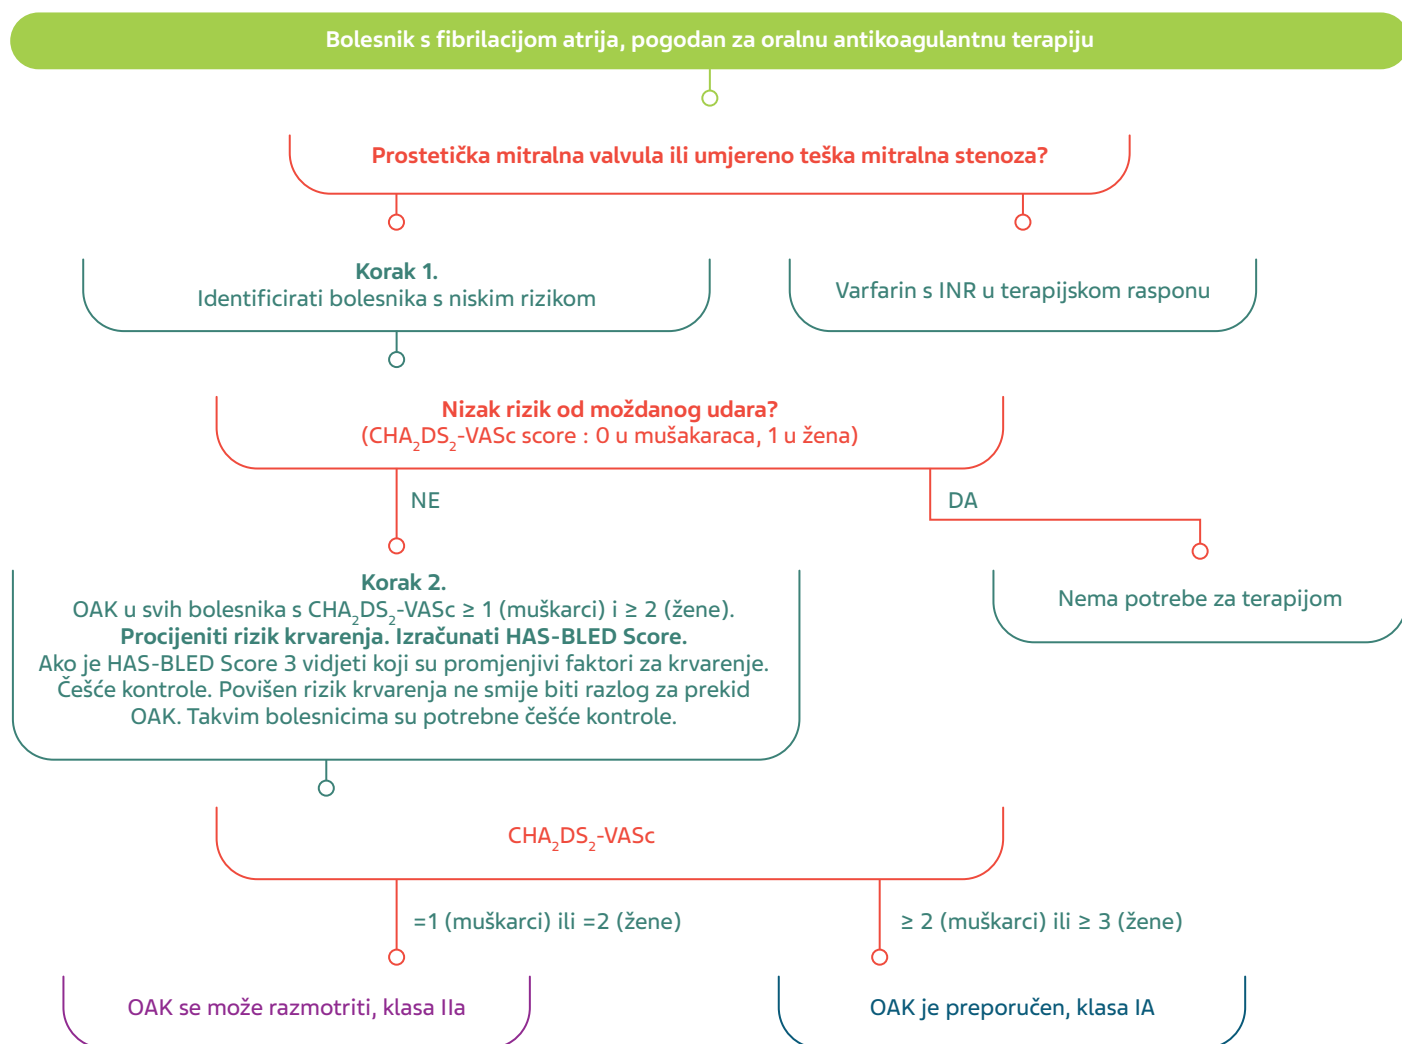 Bolesnik s fibrilacijom atrija, pogodan za oralnu antikoagulantnu terapiju
Prostetička mitralna valvula ili umjereno teška mitralna stenoza?
Korak 1.
Identificirati bolesnika s niskim rizikom
Varfarin s INR u terapijskom rasponu
Nizak rizik od moždanog udara?
(CHA₂DS₂-VASc score : 0 u mušakaraca, 1 u žena)
NE
DA
Korak 2.
OAK u svih bolesnika s CHA₂DS₂-VASc ≥ 1 (muškarci) i ≥ 2 (žene).
Procijeniti rizik krvarenja. Izračunati HAS-BLED Score.
Ako je HAS-BLED Score 3 vidjeti koji su promjenjivi faktori za krvarenje.
Češće kontrole. Povišen rizik krvarenja ne smije biti razlog za prekid
OAK. Takvim bolesnicima su potrebne češće kontrole.
Nema potrebe za terapijom
CHA₂DS₂-VASc
=1 (muškarci) ili =2 (žene)
≥ 2 (muškarci) ili ≥ 3 (žene)
OAK se može razmotriti, klasa IIa
OAK je preporučen, klasa IA